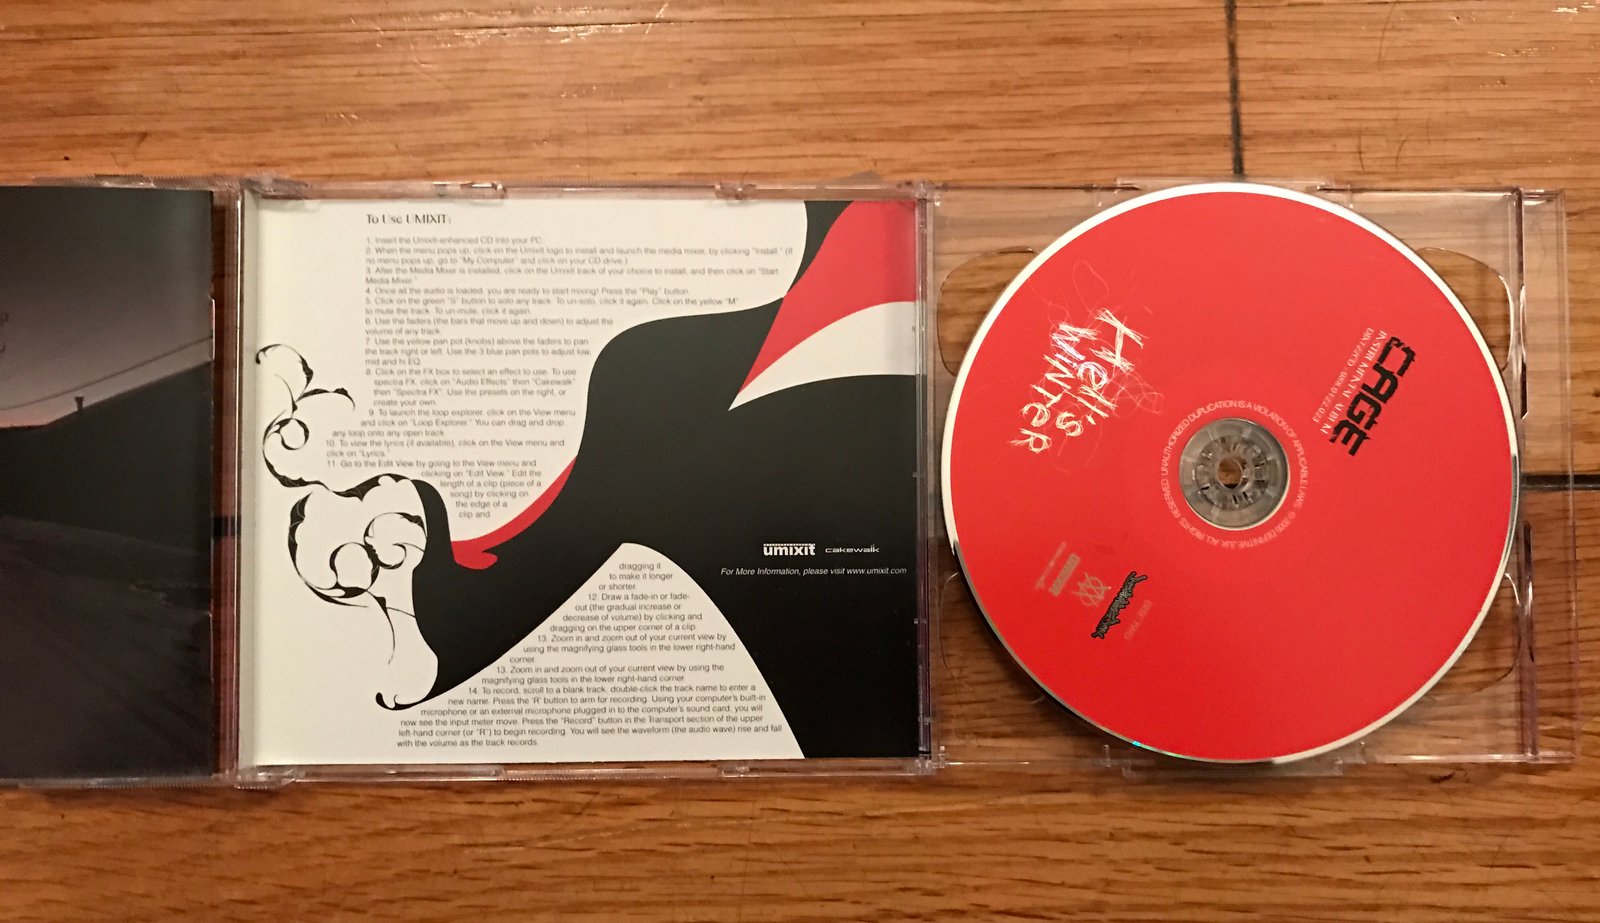 To Use UMIXIT:
1. Insert the UmixIt-enhanced CD into your PC.
2. When the menu pops up, click on the UmixIt logo to install and launch the media mixer, by clicking "Install." (If
no menu pops up, go to "My Computer" and click on your CD drive.)
3. After the Media Mixer is installed, click on the UmixIt track of your choice to install, and then click on "Start
Media Mixer."
4. Once all the audio is loaded, you are ready to start mixing! Press the "Play" button.
5. Click on the green "S" button to solo any track. To un-solo, click it again. Click on the yellow "M"
to mute the track. To un-mute, click it again.
6. Use the faders (the bars that move up and down) to adjust the
volume of any track.
7. Use the yellow pan pot (knobs) above the faders to pan
the track right or left. Use the 3 blue pan pots to adjust low,
mid and hi EQ.
8. Click on the FX box to select an effect to use. To use
spectra FX, click on "Audio Effects" then "Cakewalk"
then "Spectra FX". Use the presets on the right, or
create your own.
9. To launch the loop explorer, click on the View menu
and click on "Loop Explorer." You can drag and drop
any loop onto any open track.
10. To view the lyrics (if available), click on the View menu and
click on "Lyrics."
11. Go to the Edit View by going to the View menu and
clicking on "Edit View." Edit the
length of a clip (piece of a
song) by clicking on
the edge of a
clip and
dragging it
to make it longer
or shorter.
12. Draw a fade-in or fade-
out (the gradual increase or
decrease of volume) by clicking and
dragging on the upper corner of a clip.
13. Zoom in and zoom out of your current view by
using the magnifying glass tools in the lower right-hand
corner.
13. Zoom in and zoom out of your current view by using the
magnifying glass tools in the lower right-hand corner.
14. To record, scroll to a blank track, double-click the track name to enter a
new name. Press the 'R' button to arm for recording. Using your computer's built-in
microphone or an external microphone plugged in to the computer's sound card, you will
now see the input meter move. Press the "Record" button in the Transport section of the upper
left-hand corner (or "R") to begin recording. You will see the waveform (the audio wave) rise and fall
with the volume as the track records.
umixit cakewalk
For More Information, please visit www.umixit.com
CAGE
INSTRUMENTAL ALBUM
Hell's
WiNTeR
UNAUTHORIZED DUPLICATION IS A VIOLATION OF APPLICABLE LAWS. © 2005 DEFINITIVE JUX. ALL RIGHTS RESERVED